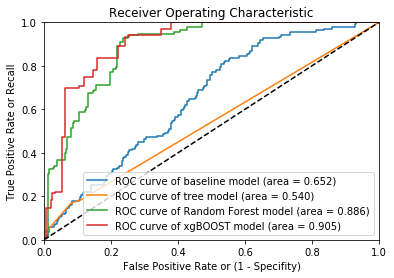 Receiver Operating Characteristic
True Positive Rate or Recall
1.0
0.8
0.6
0.4
0.2
0.0
ROC curve of baseline model (area = 0.652)
ROC curve of tree model (area = 0.540)
ROC curve of Random Forest model (area = 0.886)
ROC curve of xgBOOST model (area = 0.905)
0.0 0.2 0.4 0.6 0.8 1.0
False Positive Rate or (1 - Specifity)